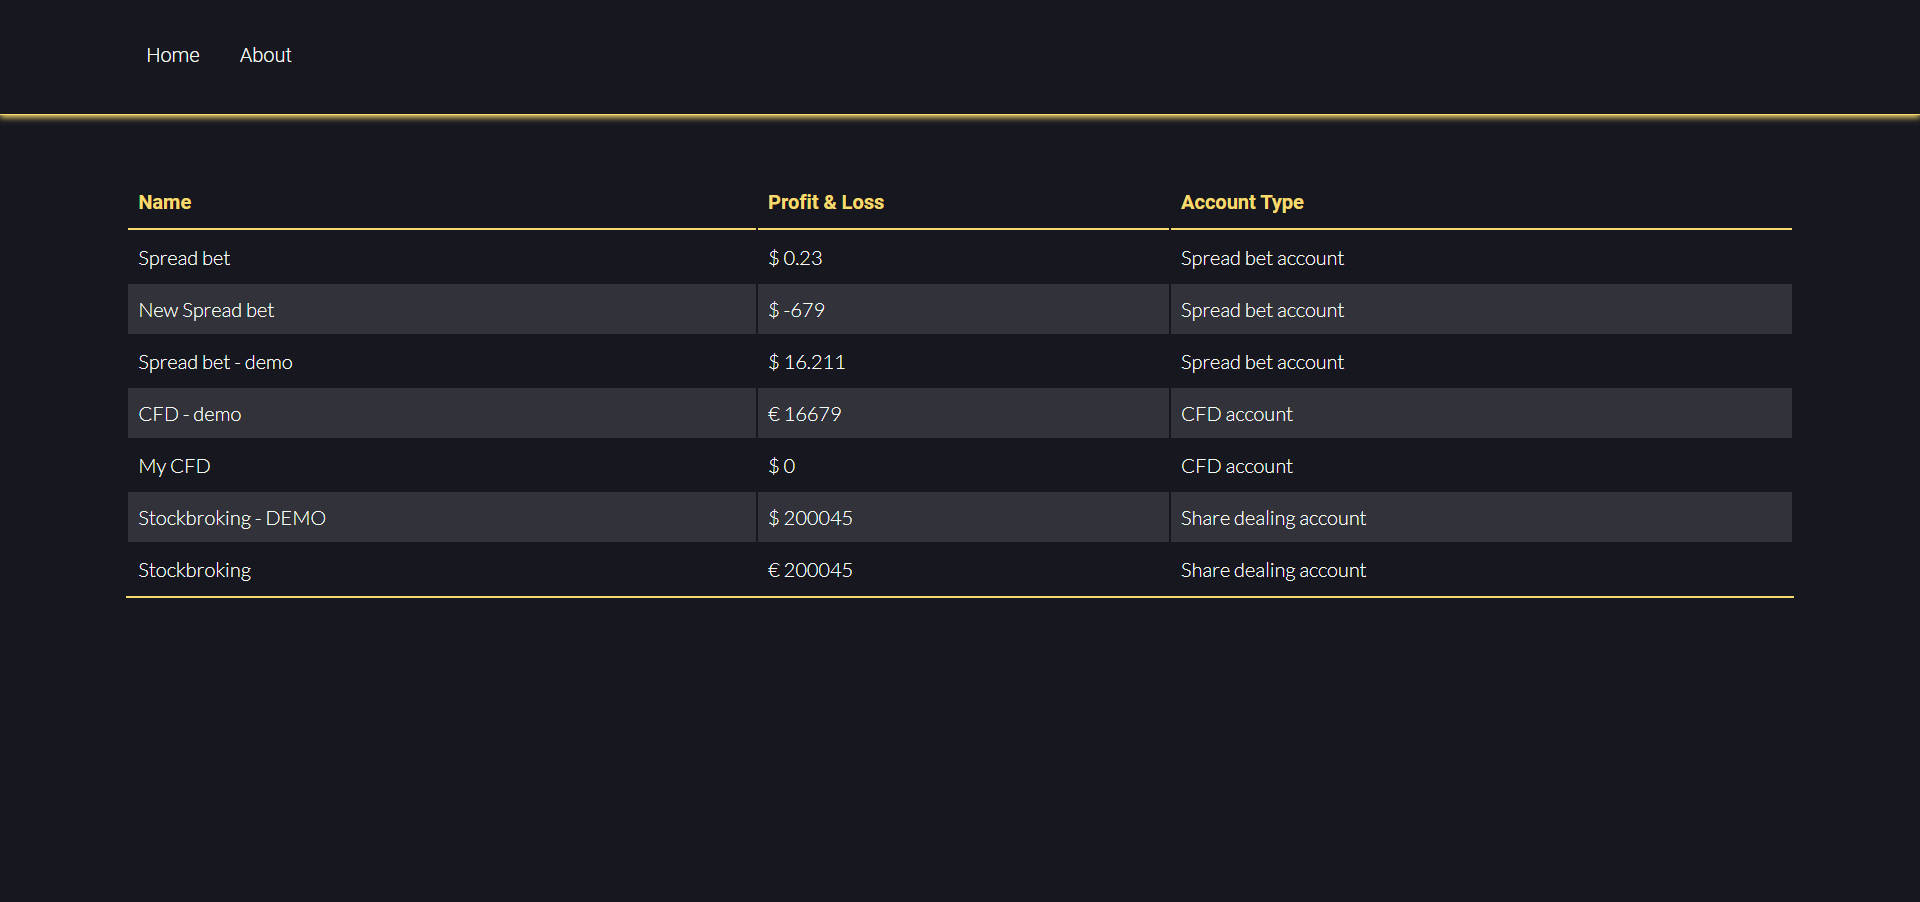 Home About
Name Profit & Loss Account Type
Spread bet $ 0.23 Spread bet account
New Spread bet $ -679 Spread bet account
Spread bet - demo $ 16.211 Spread bet account
CFD - demo € 16679 CFD account
My CFD $ 0 CFD account
Stockbroking - DEMO $ 200045 Share dealing account
Stockbroking € 200045 Share dealing account